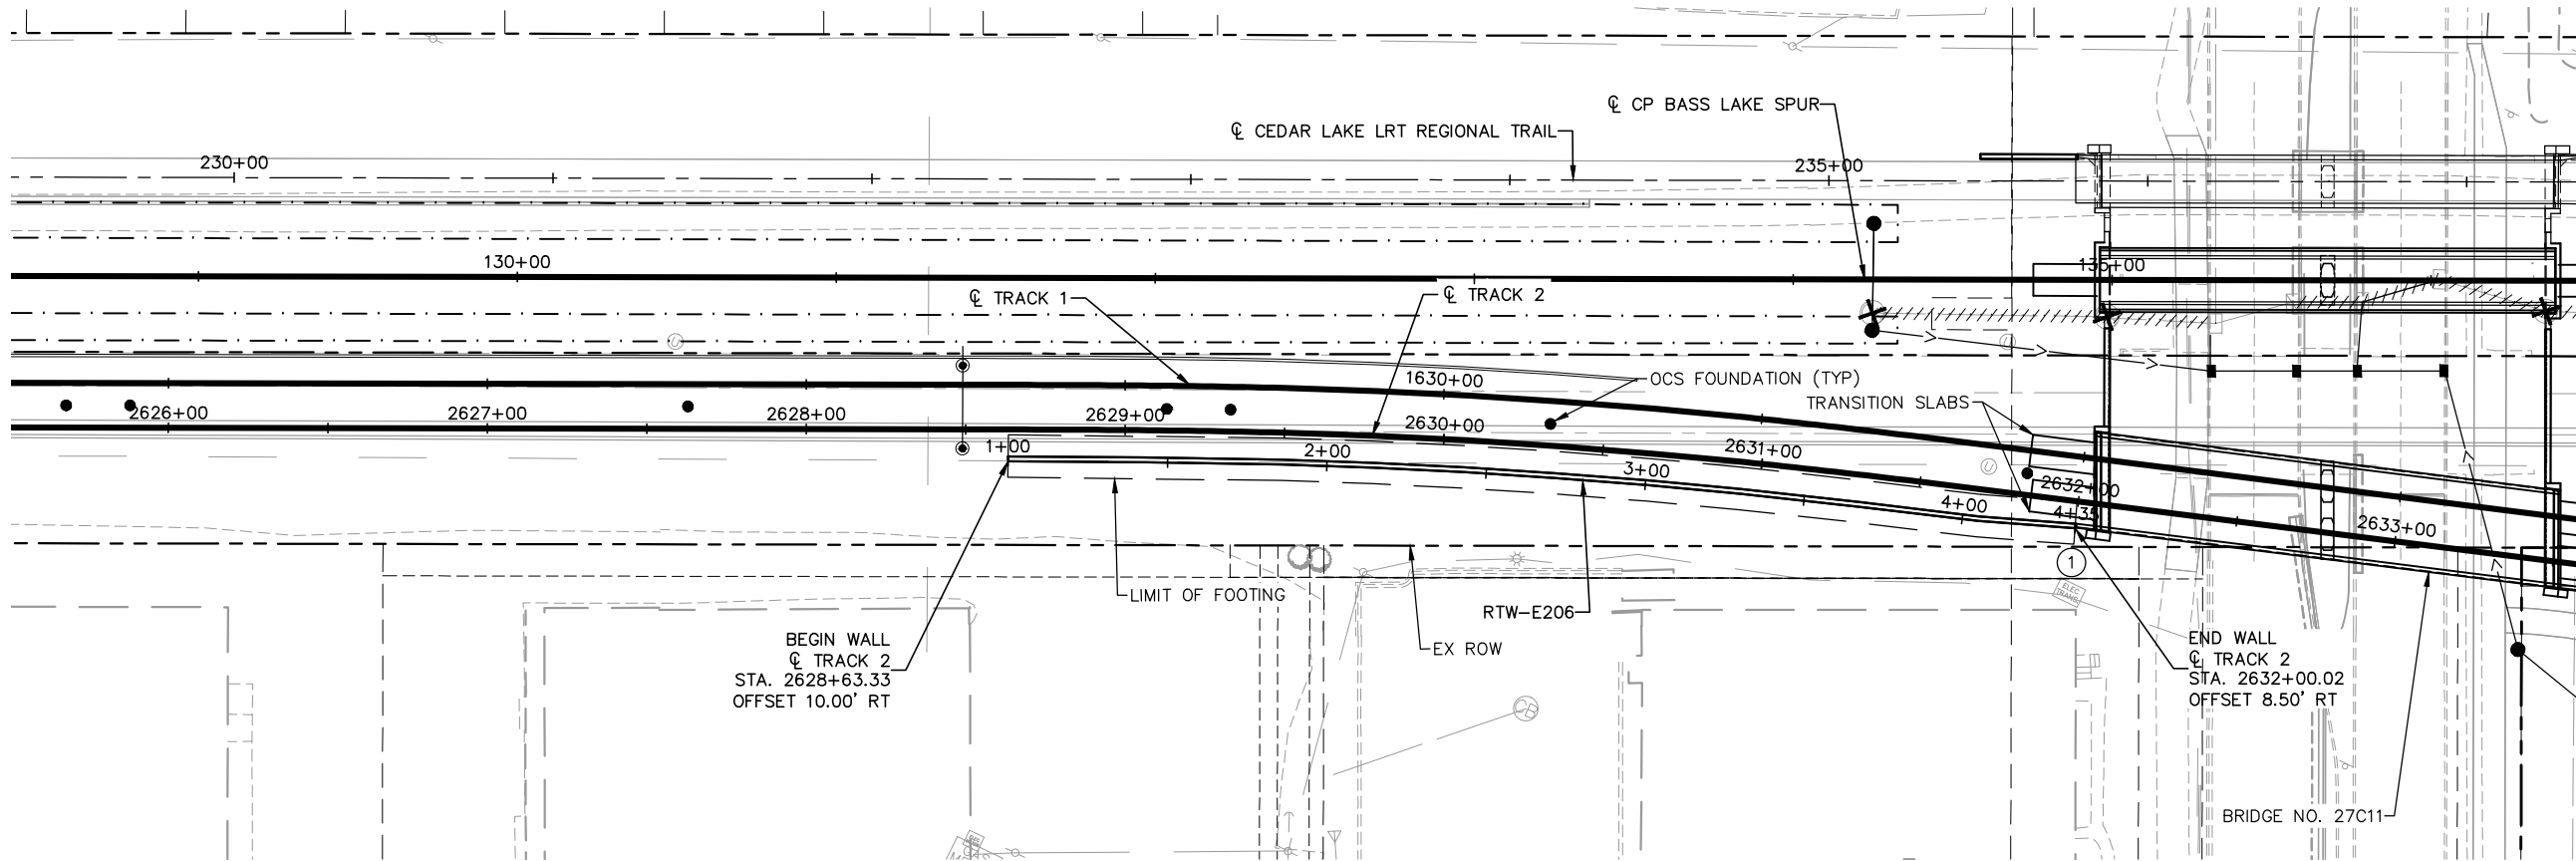 ℄ CP BASS LAKE SPUR
℄ CEDAR LAKE LRT REGIONAL TRAIL
230+00
235+00
130+00
135+00
℄ TRACK 1
℄ TRACK 2
1630+00
OCS FOUNDATION (TYP)
TRANSITION SLABS
2626+00
2627+00
2628+00
2629+00
2630+00
2631+00
2632+00
2633+00
1+00
2+00
3+00
4+00
4+35
1
LIMIT OF FOOTING
RTW-E206
EX ROW
BEGIN WALL
℄ TRACK 2
STA. 2628+63.33
OFFSET 10.00' RT
END WALL
℄ TRACK 2
STA. 2632+00.02
OFFSET 8.50' RT
ELEC
TRANS
CB
BRIDGE NO. 27C11